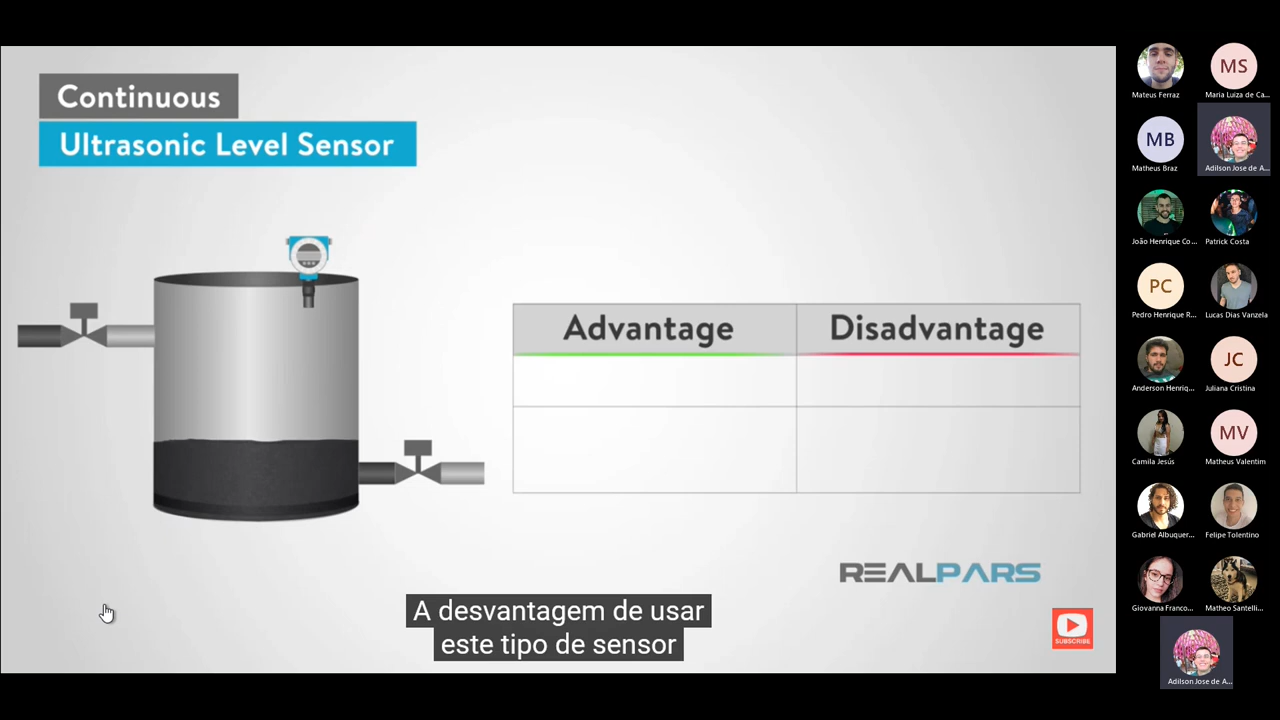 Continuous
Ultrasonic Level Sensor
Advantage
Disadvantage
REALPARS
SUBSCRIBE
A desvantagem de usar
este tipo de sensor
Mateus Ferraz
MS
Maria Luiza de Ca...
MB
Matheus Braz
Adilson Jose de A...
João Henrique Co...
Patrick Costa
PC
Pedro Henrique R...
Lucas Dias Vanzela
Anderson Henriq...
JC
Juliana Cristina
Camila Jesús
MV
Matheus Valentim
Gabriel Albuquer...
Felipe Tolentino
Giovanna Franco...
Matheo Santelli...
Adilson Jose de A...